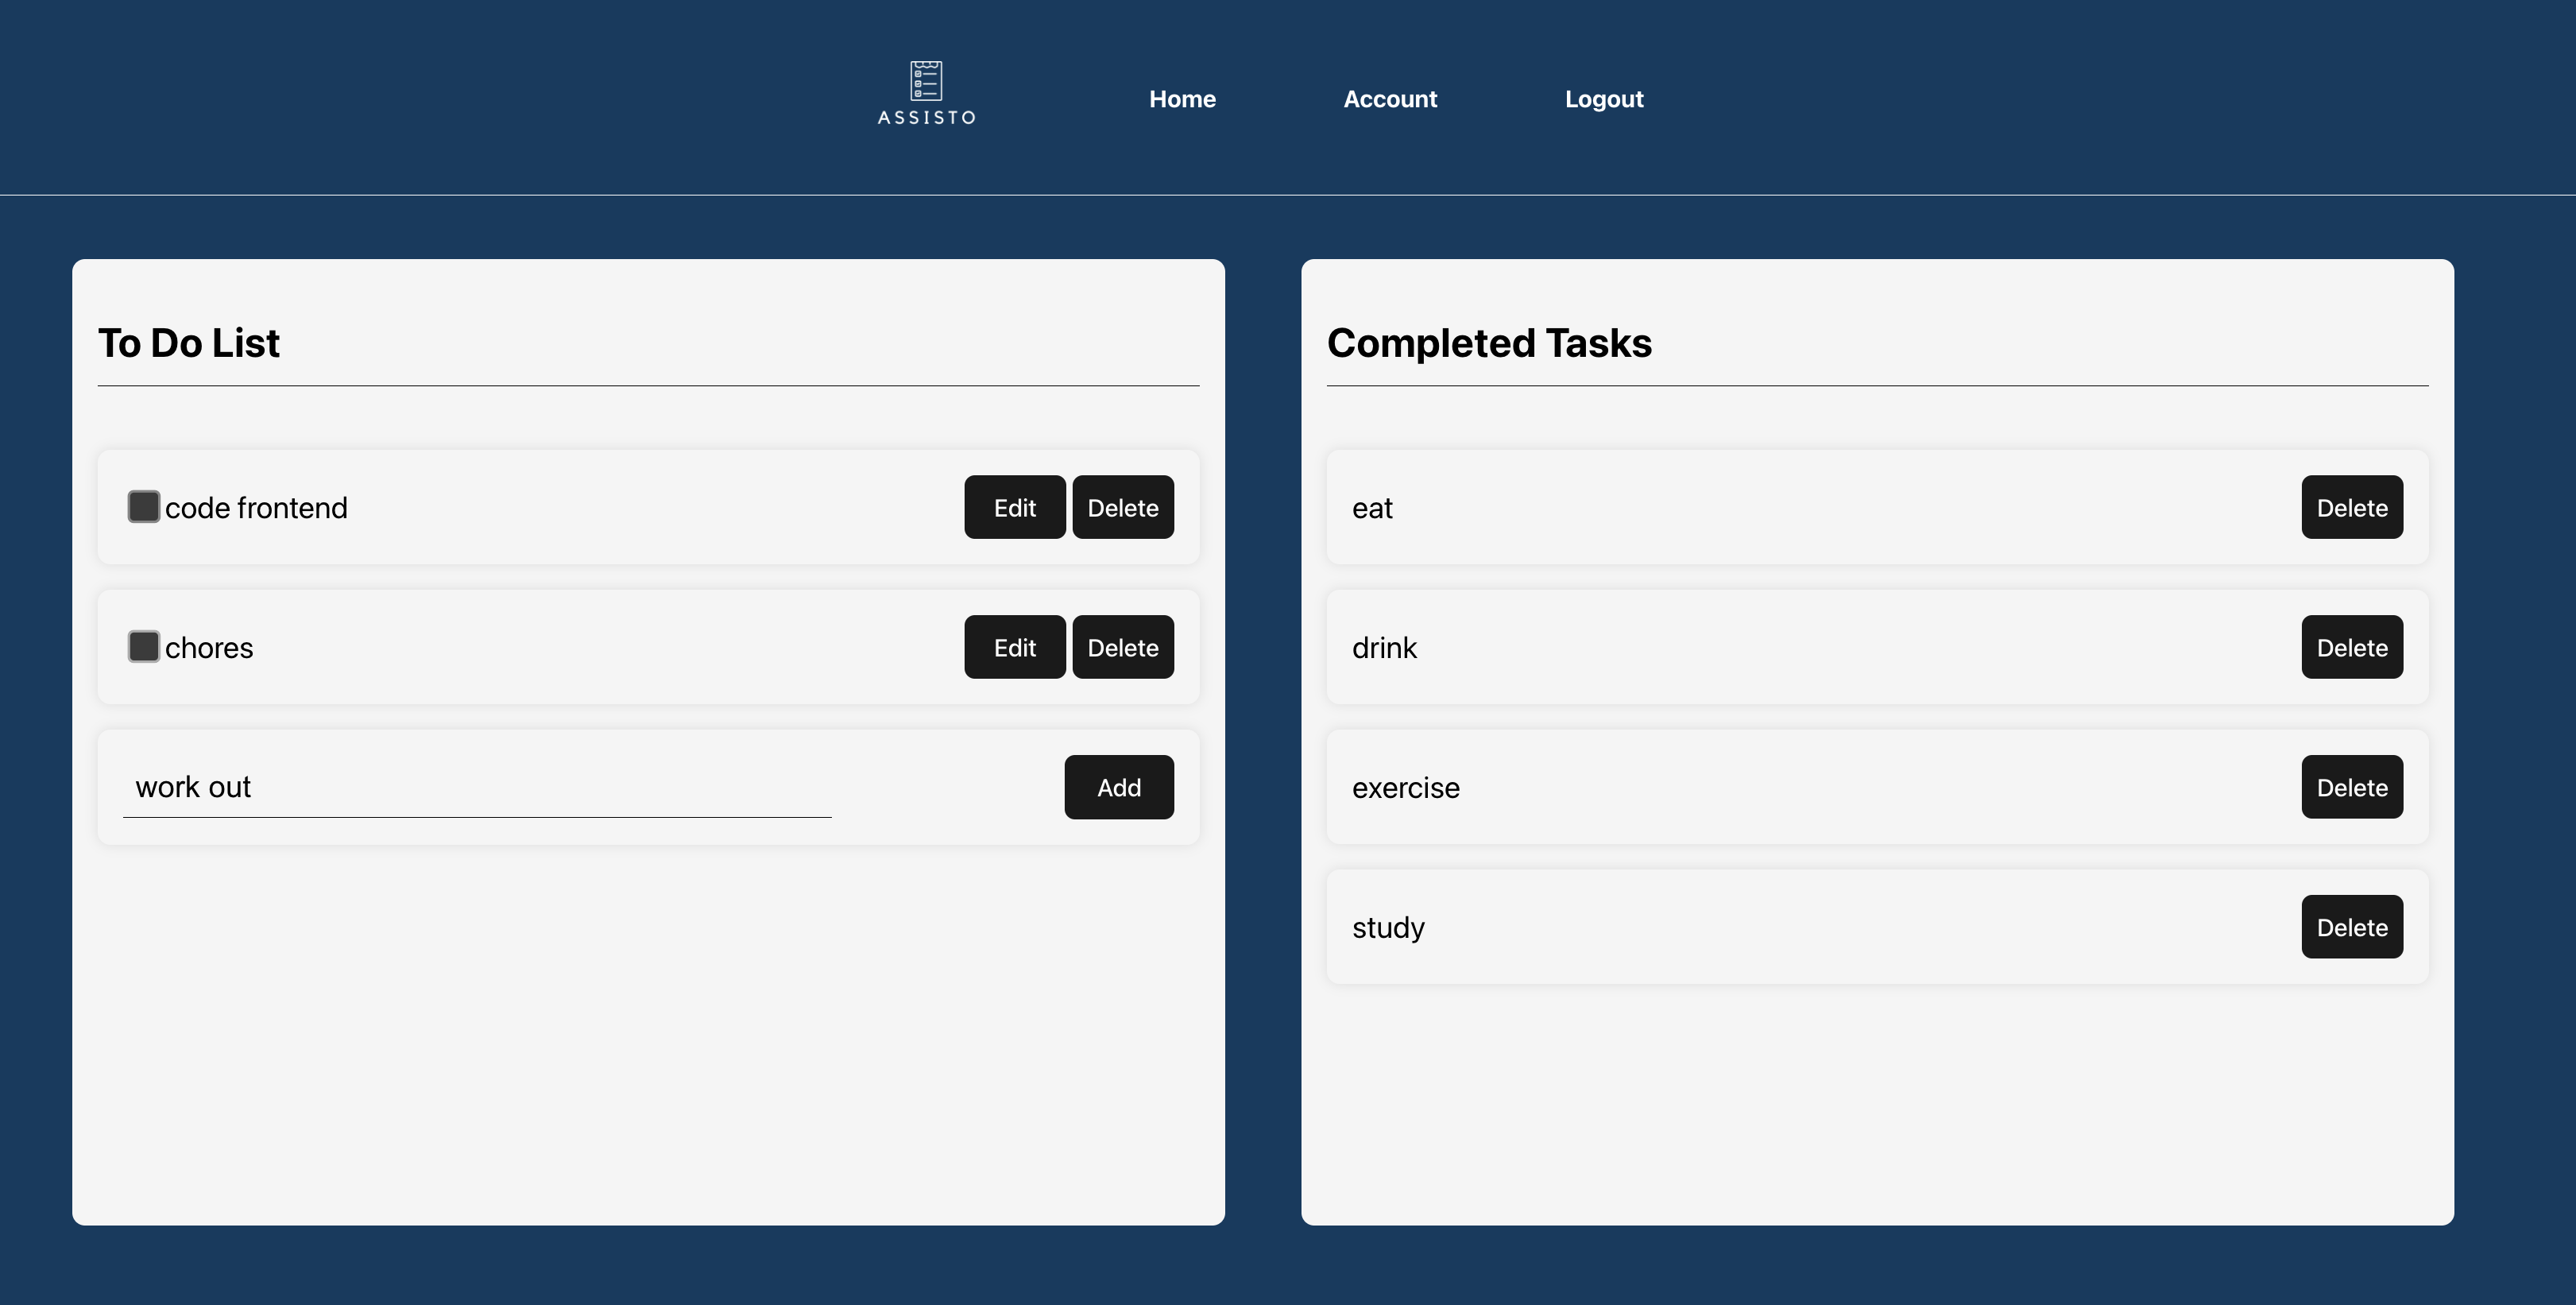 ASSISTO
Home Account Logout
To Do List
code frontend Edit Delete
chores Edit Delete
work out Add
Completed Tasks
eat Delete
drink Delete
exercise Delete
study Delete